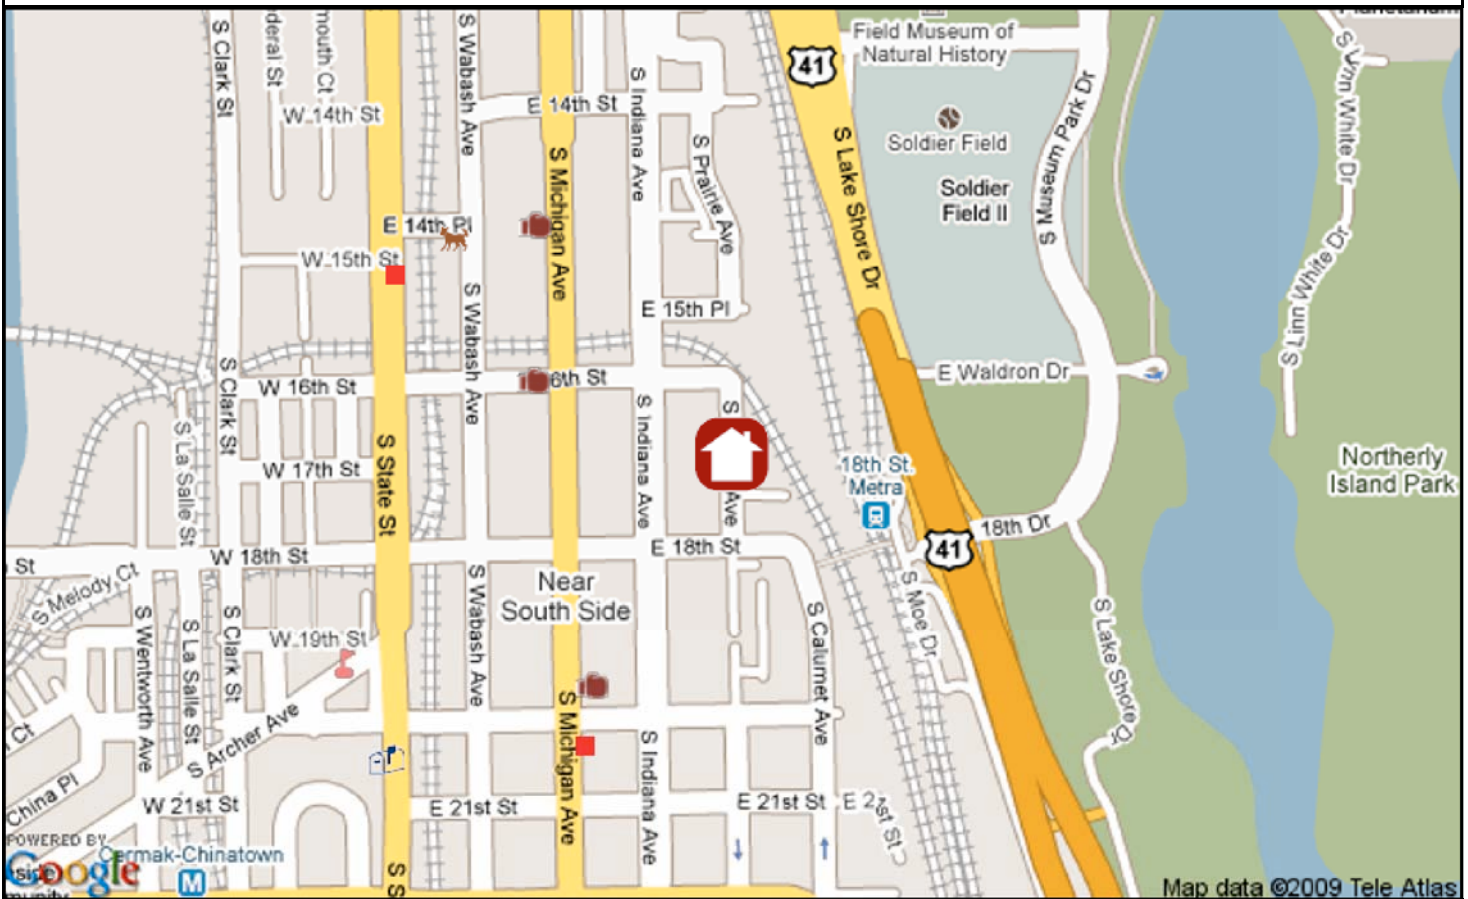 Field Museum of
Natural History
41
S Clark St
deral St
mouth Ct
S Wabash Ave
W 14th St
E 14th St
S Indiana Ave
S Michigan Ave
S Prairie Ave
S Lake Shore Dr
Soldier Field
Soldier
Field II
S Museum Park Dr
S Lynn White Dr
E 14th Pl
W 15th St
S Wabash Ave
E 15th Pl
S Linn White Dr
S Clark St
W 16th St
6th St
E Waldron Dr
S
Ave
S La Salle St
W 17th St
S State St
S Indiana Ave
18th St.
Metra
Northerly
Island Park
18th Dr
41
St
W 18th St
E 18th St
S Melody Ct
Near
South Side
S Wentworth Ave
S La Salle St
S Clark St
W 19th St
S Wabash Ave
S Calumet Ave
S Moe Dr
S Lake Shore Dr
Ct
S Archer Ave
S Michigan Ave
S Indiana Ave
China Pl
W 21st St
E 21st St
E 21st St
E 21st St
POWERED BY
Google
Cermak-Chinatown
M
S S
Map data ©2009 Tele Atlas